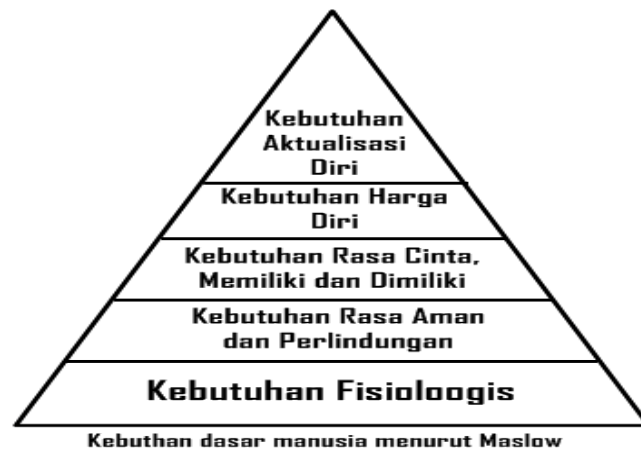 Kebutuhan
Aktualisasi
Diri
Kebutuhan Harga
Diri
Kebutuhan Rasa Cinta,
Memiliki dan Dimiliki
Kebutuhan Rasa Aman
dan Perlindungan
Kebutuhan Fisioloogis
Kebuthan dasar manusia menurut Maslow